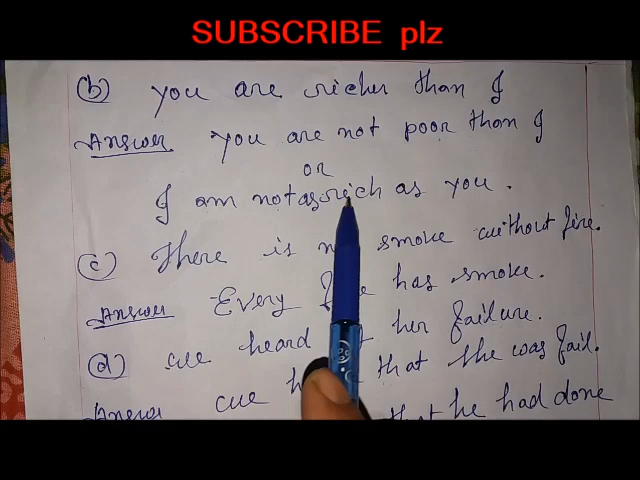 SUBSCRIBE plz
(b) you are richer than I
Answer you are not poor than I
or
I am not as rich as you.
(c) There is smoke without fire.
Answer Every has smoke.
(d) we heard her failure.
Answer we that she was fail.
he had done